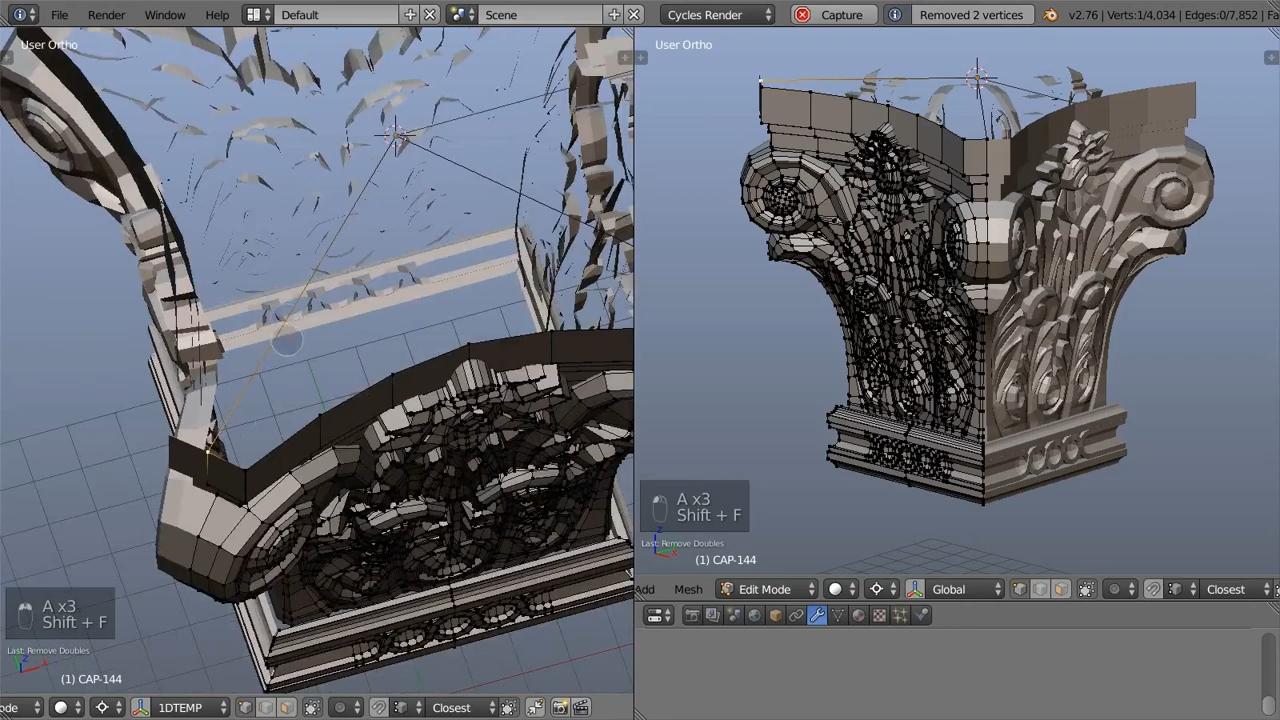 File Render Window Help Default Scene Cycles Render Capture Removed 2 vertices v2.76 | Verts:1/4,034 | Edges:0/7,852 | Fa
User Ortho
User Ortho
A x3
Shift + F
Last: Remove Doubles
(1) CAP-144
Add Mesh Edit Mode Global Closest
A x3
Shift + F
Last: Remove Doubles
(1) CAP-144
ode 1DTEMP Closest